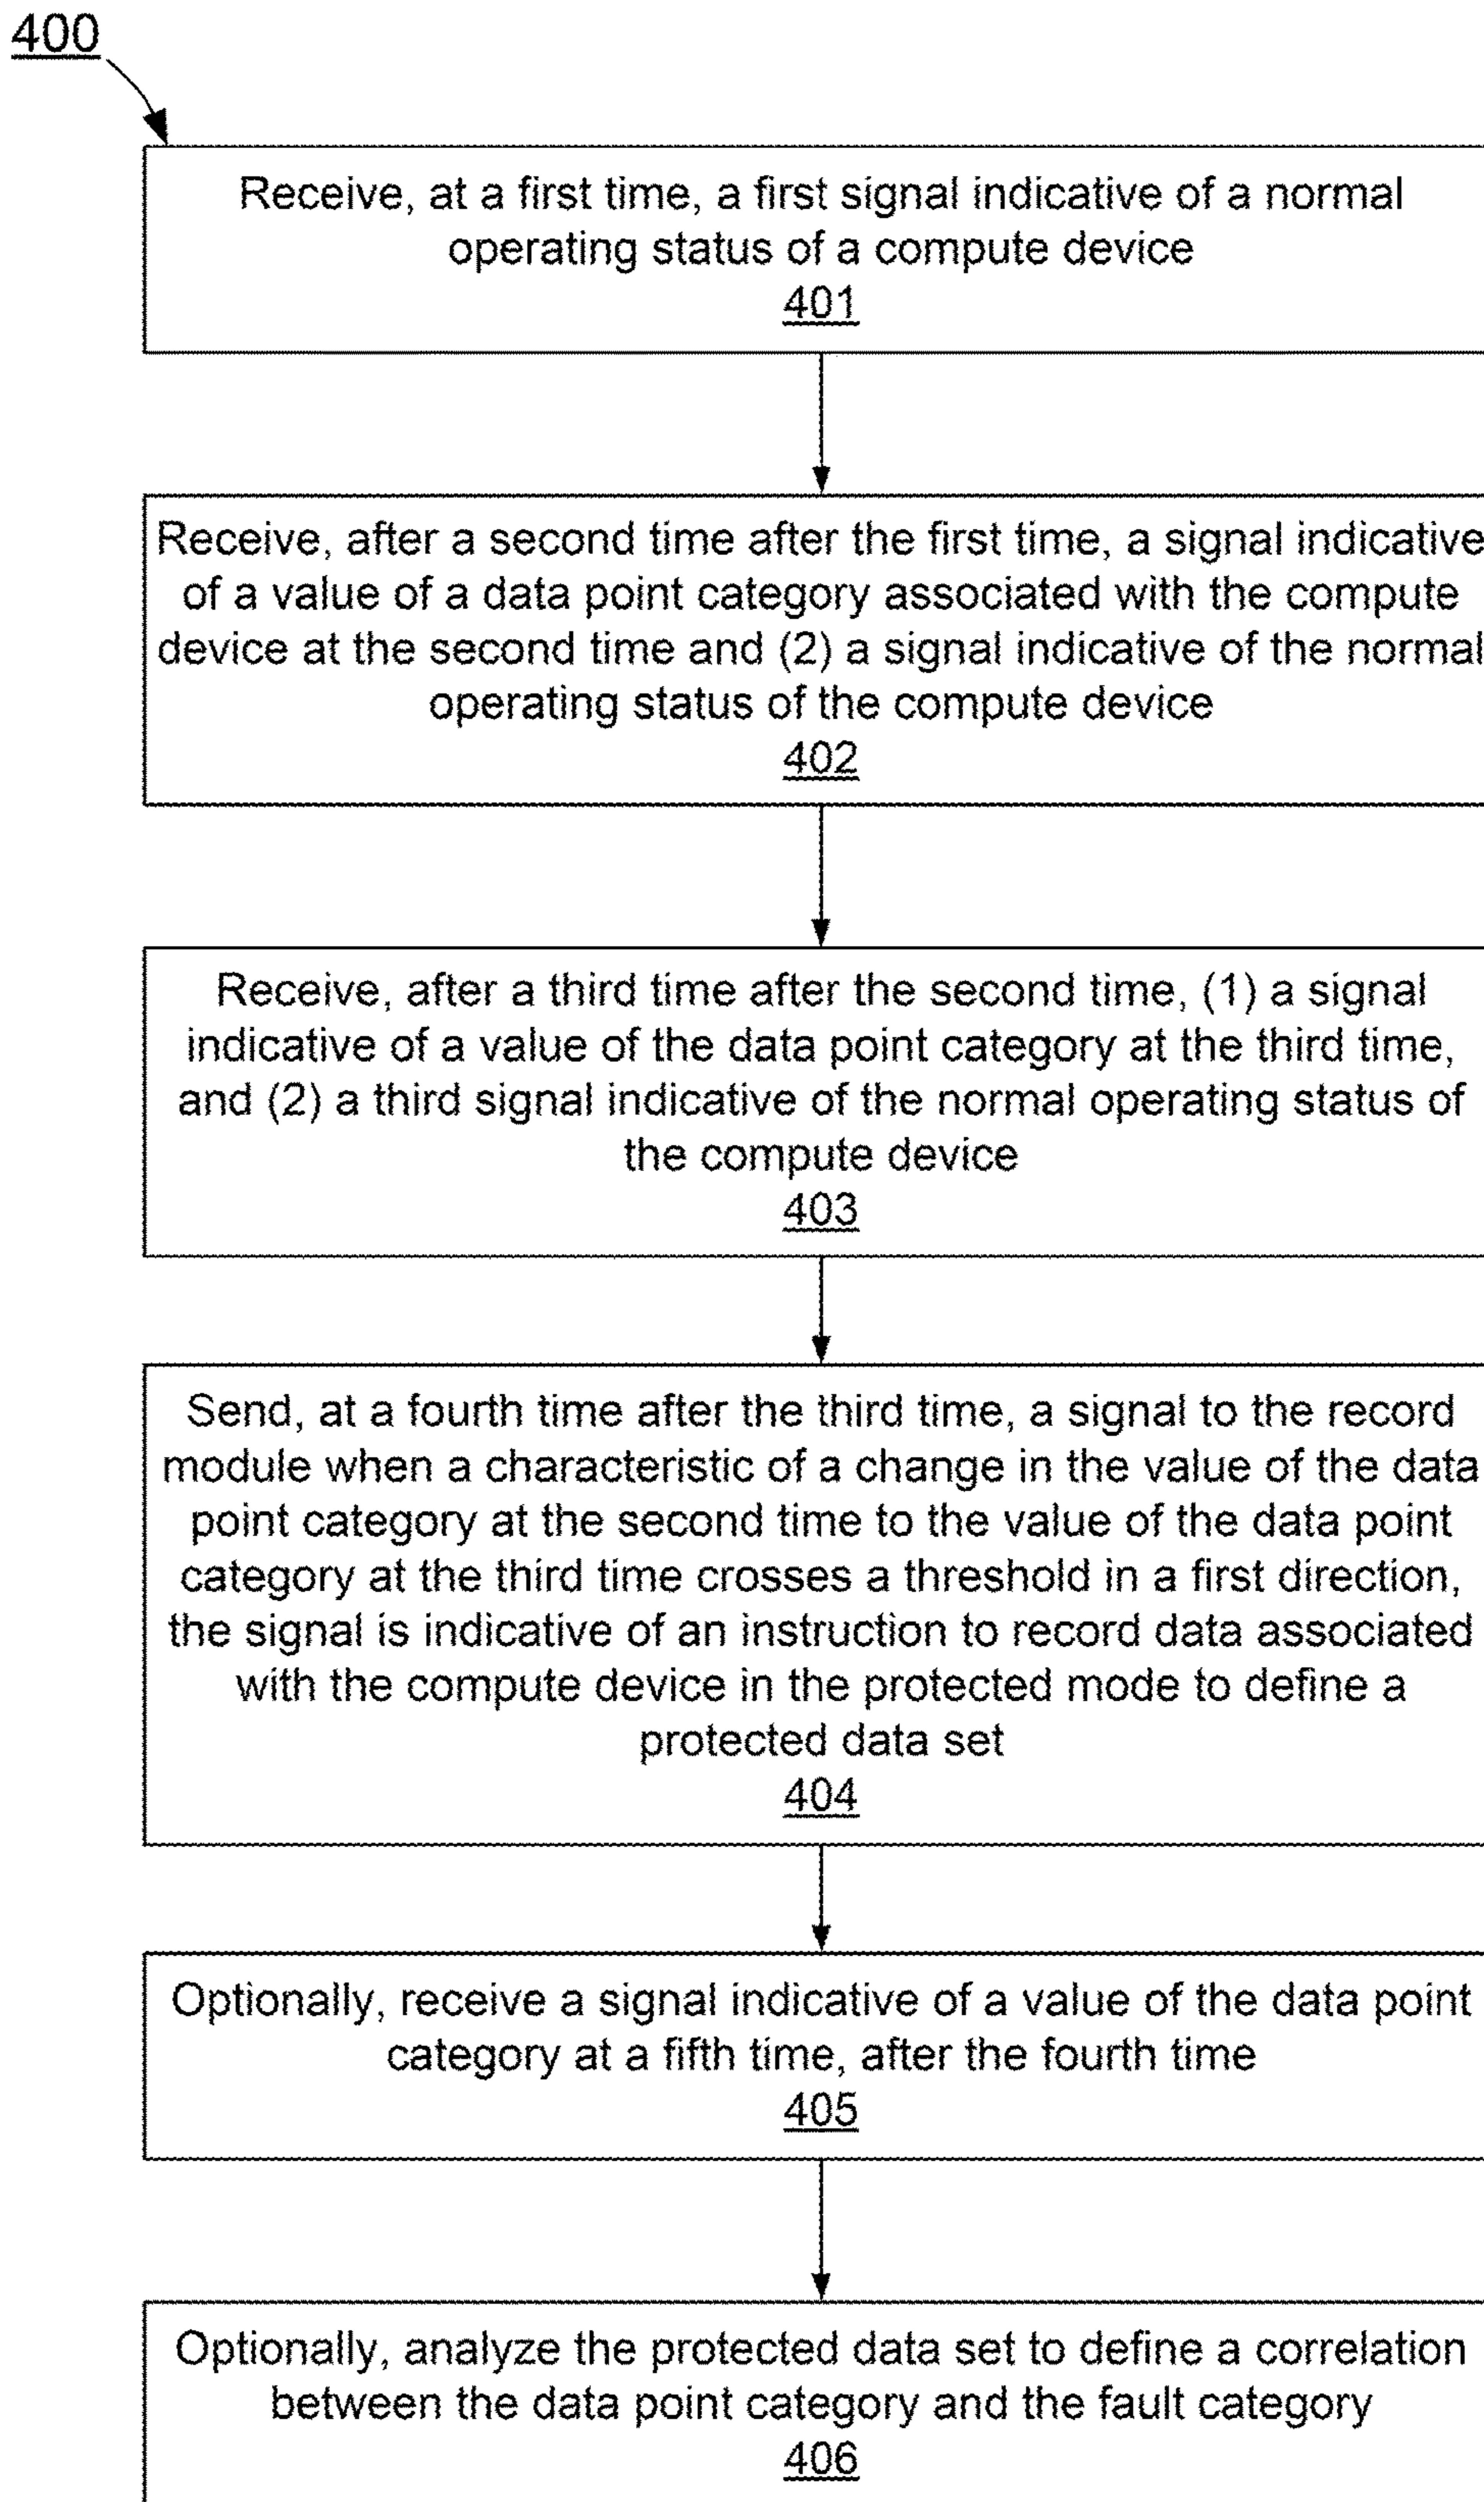 400
Receive, at a first time, a first signal indicative of a normal
operating status of a compute device
401
Receive, after a second time after the first time, a signal indicative
of a value of a data point category associated with the compute
device at the second time and (2) a signal indicative of the normal
operating status of the compute device
402
Receive, after a third time after the second time, (1) a signal
indicative of a value of the data point category at the third time,
and (2) a third signal indicative of the normal operating status of
the compute device
403
Send, at a fourth time after the third time, a signal to the record
module when a characteristic of a change in the value of the data
point category at the second time to the value of the data point
category at the third time crosses a threshold in a first direction,
the signal is indicative of an instruction to record data associated
with the compute device in the protected mode to define a
protected data set
404
Optionally, receive a signal indicative of a value of the data point
category at a fifth time, after the fourth time
405
Optionally, analyze the protected data set to define a correlation
between the data point category and the fault category
406